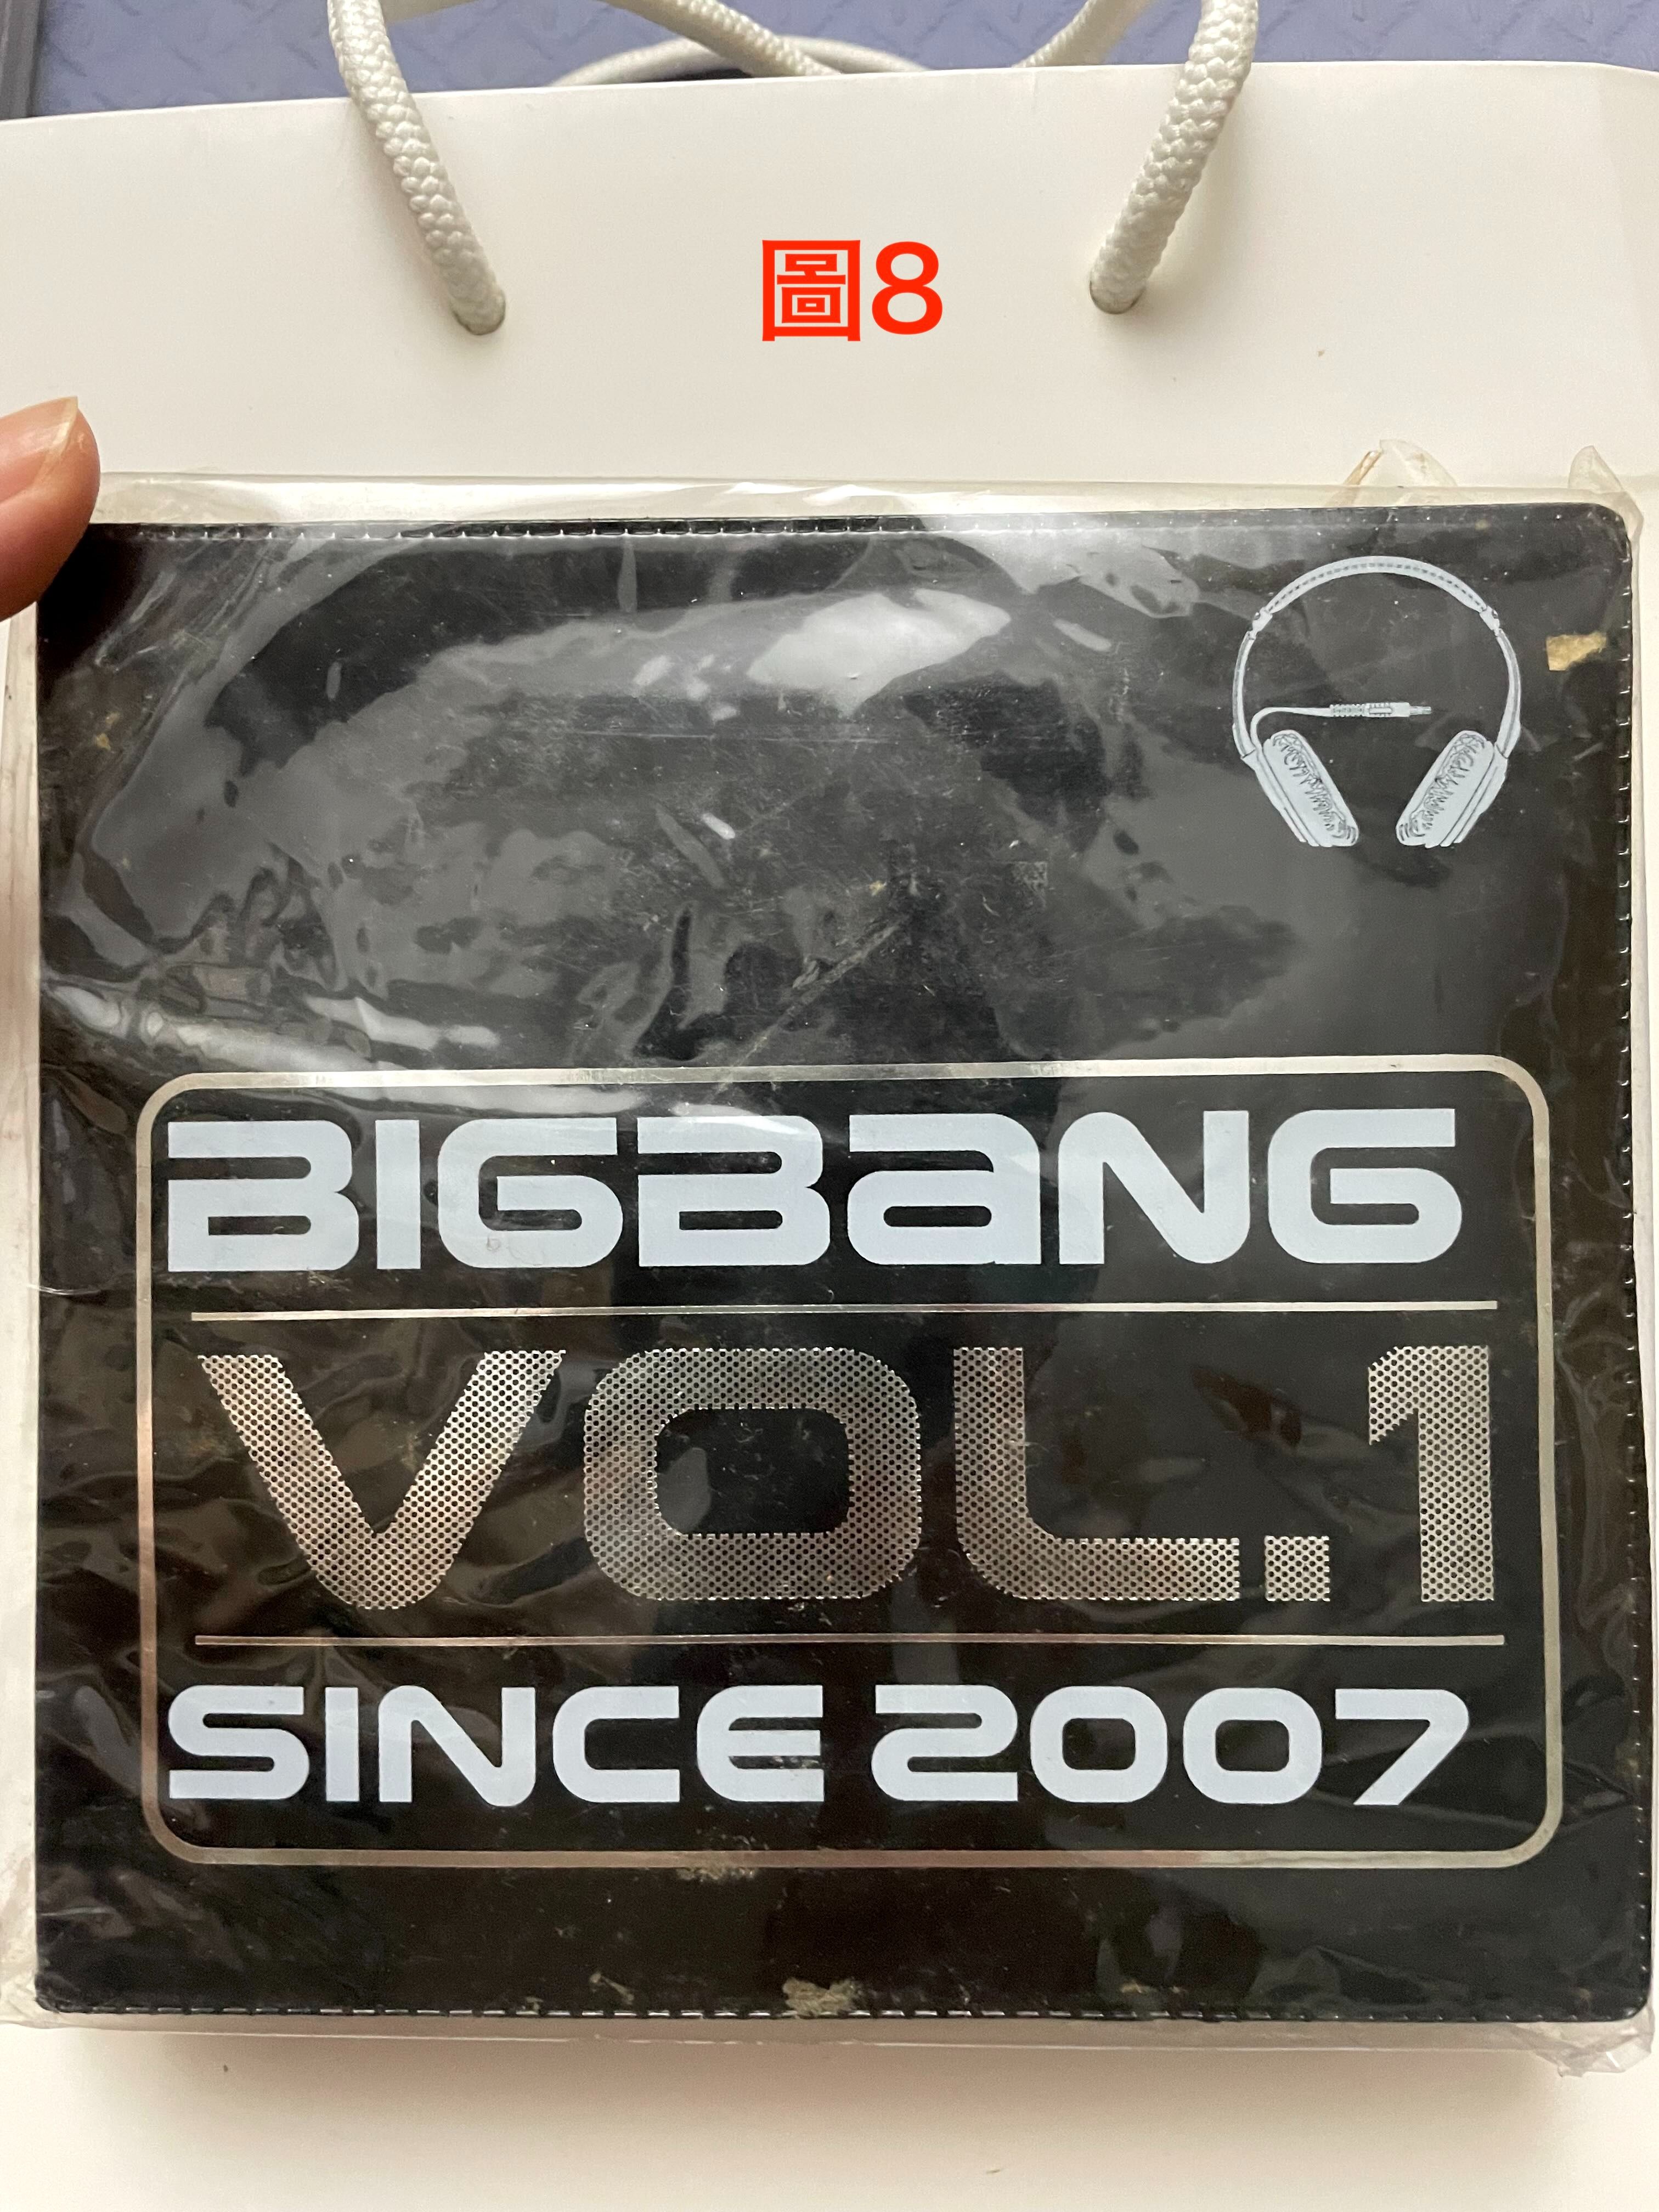 圖8
BIGBANG
VOL.1
SINCE 2007